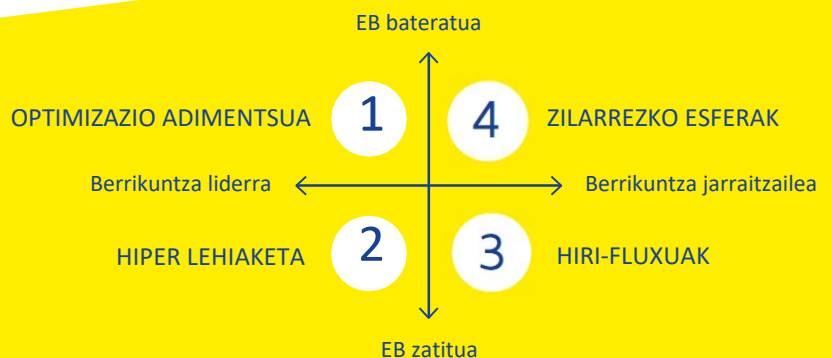 EB bateratua
OPTIMIZAZIO ADIMENTSUA 1 4 ZILARREZKO ESFERAK
Berrikuntza liderra Berrikuntza jarraitzailea
HIPER LEHIAKETA 2 3 HIRI-FLUXUAK
EB zatitua